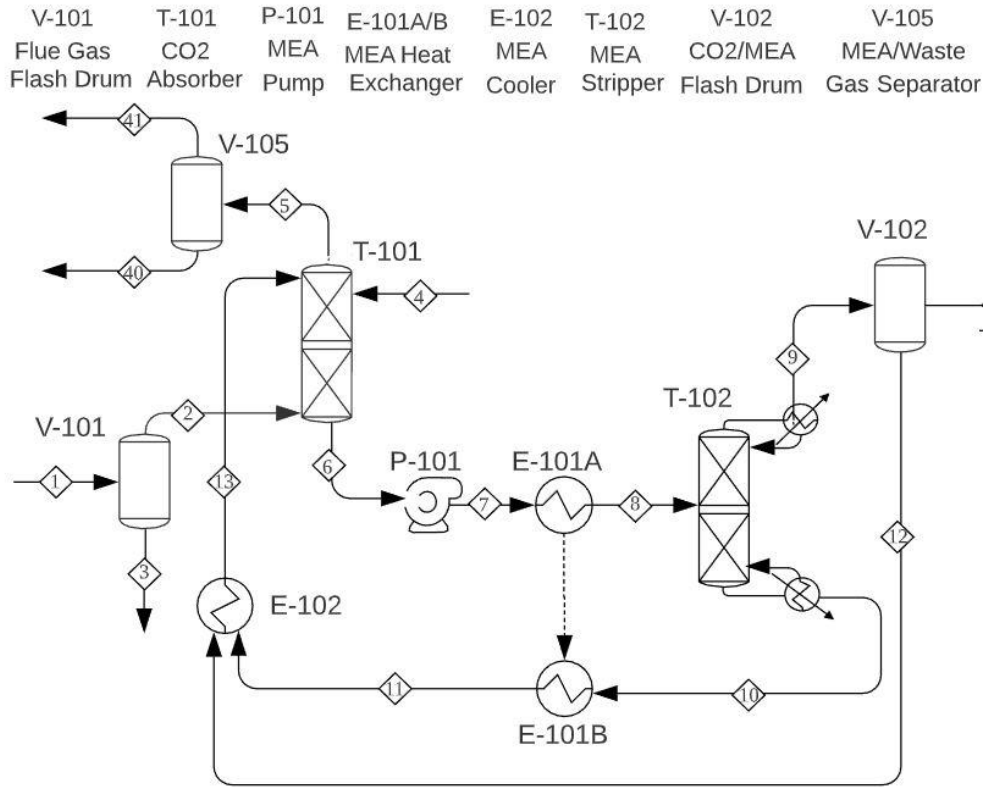 V-101 T-101 P-101 E-101A/B E-102 T-102 V-102 V-105
Flue Gas CO2 MEA MEA Heat MEA MEA CO2/MEA MEA/Waste
Flash Drum Absorber Pump Exchanger Cooler Stripper Flash Drum Gas Separator
41
V-105
5
T-101
V-102
40
4
9
T-102
2
V-101
6
P-101
E-101A
1
13
7
8
12
3
E-102
11
10
E-101B